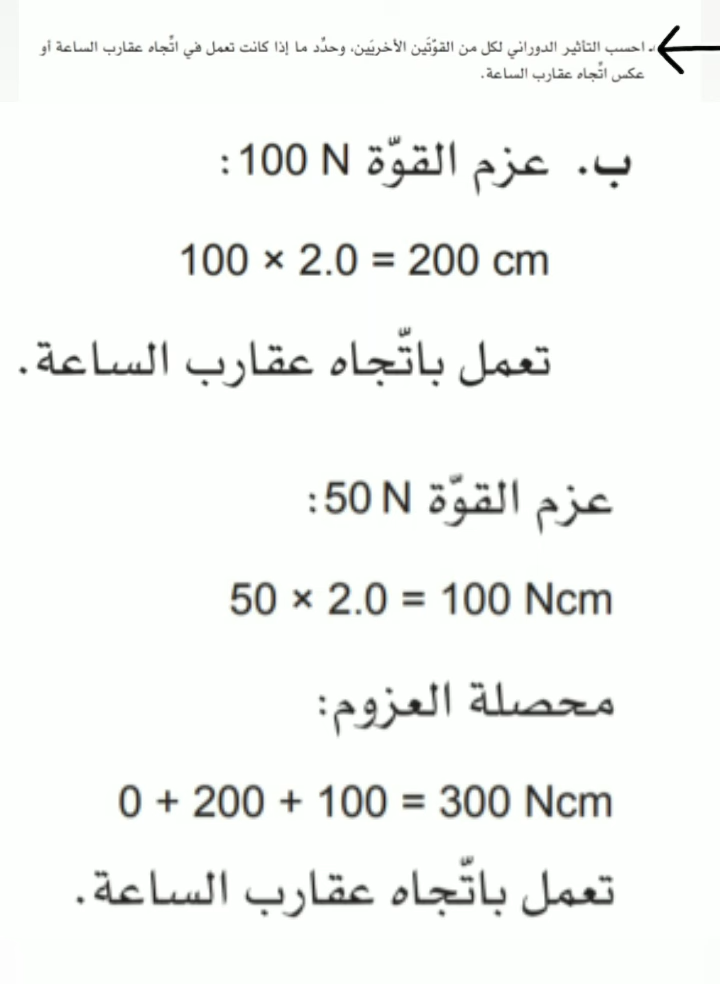 احسب التأثير الدوراني لكل من القوّتَين الأخريَين، وحدِّد ما إذا كانت تعمل في اتّجاه عقارب الساعة أو
عكس اتّجاه عقارب الساعة.
ب. عزم القوّة 100 N:
100 × 2.0 = 200 cm
تعمل باتّجاه عقارب الساعة.
عزم القوّة 50 N:
50 × 2.0 = 100 Ncm
محصلة العزوم:
0 + 200 + 100 = 300 Ncm
تعمل باتّجاه عقارب الساعة.